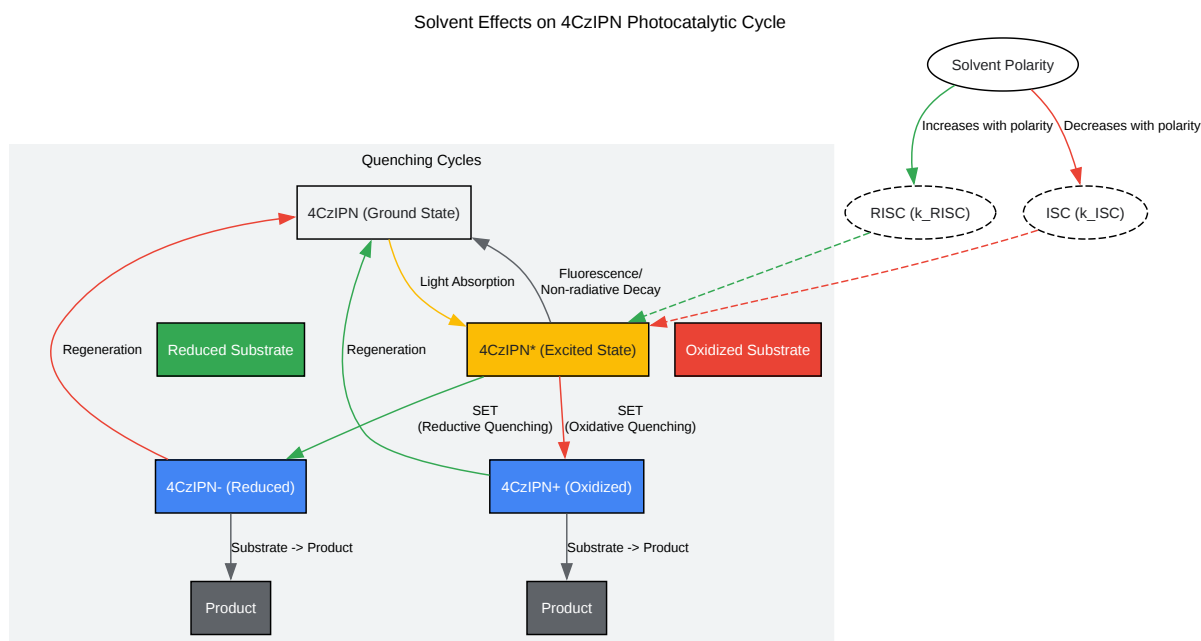 Solvent Effects on 4CzIPN Photocatalytic Cycle
Solvent Polarity
Increases with polarity
Decreases with polarity
Quenching Cycles
4CzIPN (Ground State)
RISC (k_RISC)
ISC (k_ISC)
Light Absorption
Fluorescence/
Non-radiative Decay
Regeneration
Reduced Substrate
Regeneration
4CzIPN* (Excited State)
Oxidized Substrate
SET
(Reductive Quenching)
SET
(Oxidative Quenching)
4CzIPN- (Reduced)
4CzIPN+ (Oxidized)
Substrate -> Product
Substrate -> Product
Product
Product